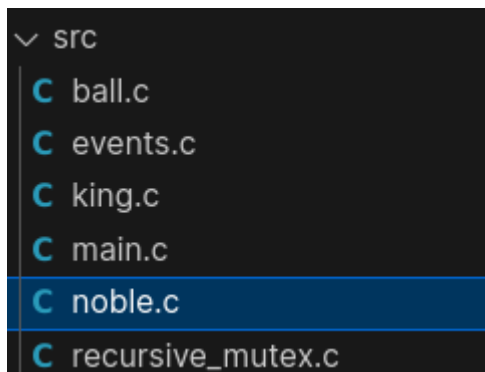 src
C ball.c
C events.c
C king.c
C main.c
C noble.c
C recursive_mutex.c